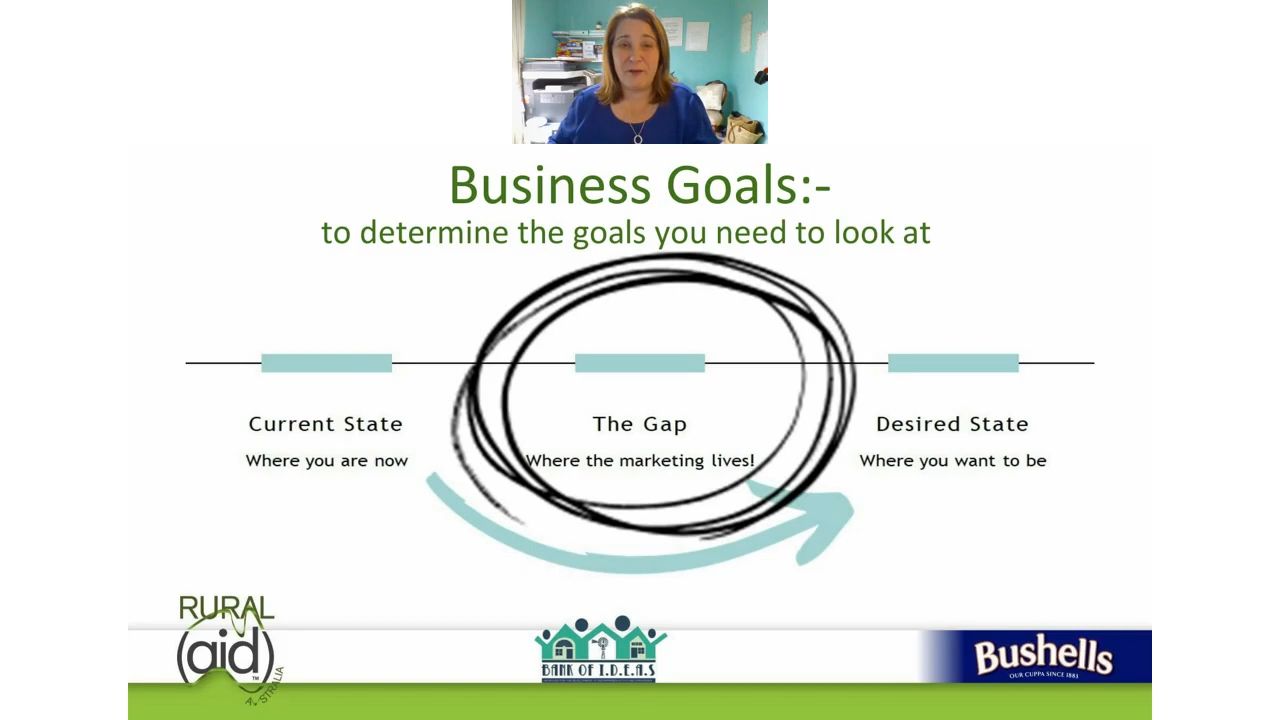 Business Goals:-
to determine the goals you need to look at
Current State
The Gap
Desired State
Where you are now
Where the marketing lives!
Where you want to be
RURAL
(aid)
TM
AUSTRALIA
BANK OF I.D.E.A.S
Bushells
OUR CUPPA SINCE 1883